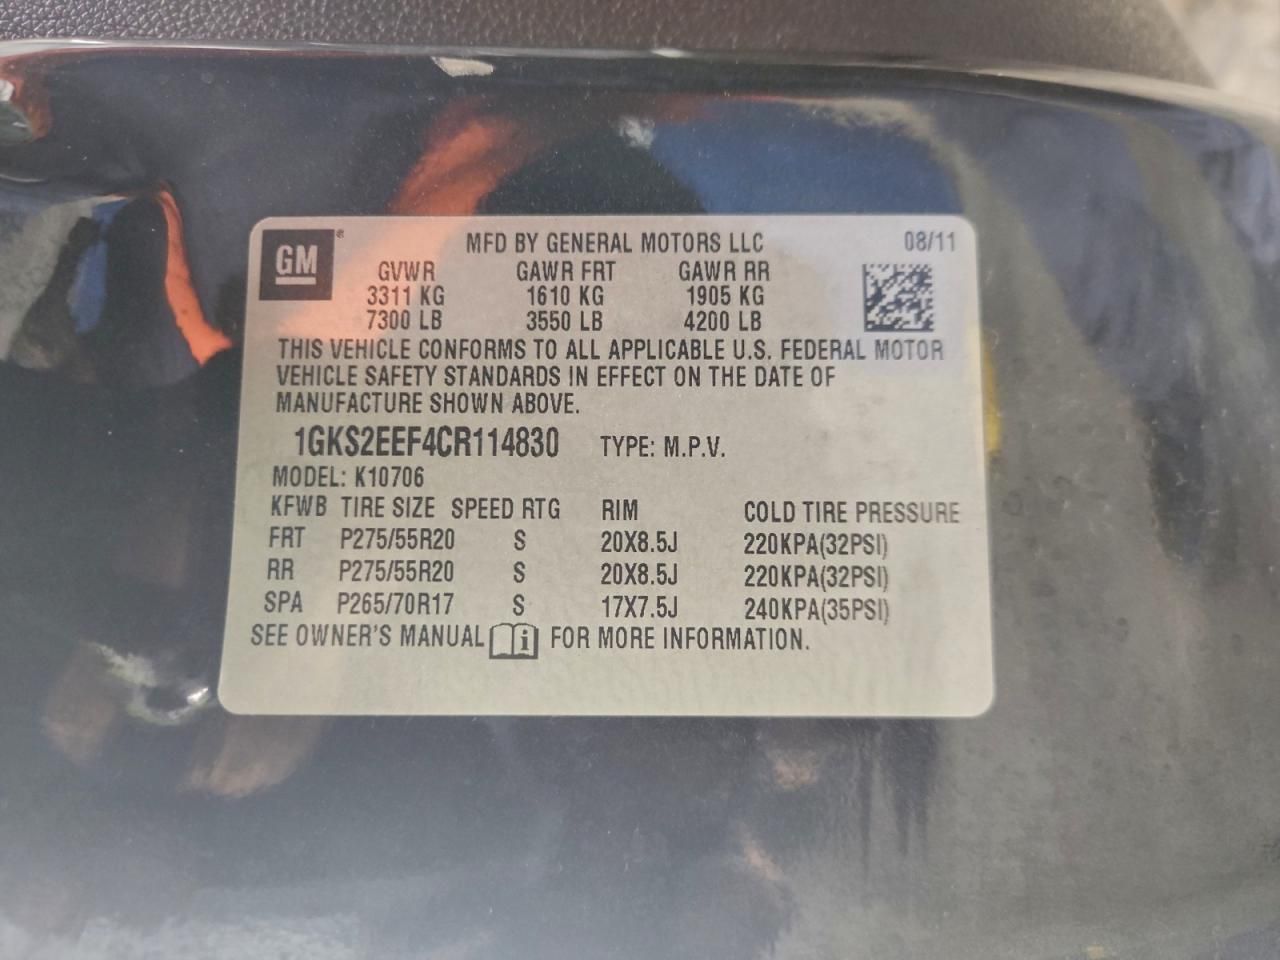 GM ® MFD BY GENERAL MOTORS LLC 08/11
GVWR GAWR FRT GAWR RR
3311 KG 1610 KG 1905 KG
7300 LB 3550 LB 4200 LB
THIS VEHICLE CONFORMS TO ALL APPLICABLE U.S. FEDERAL MOTOR
VEHICLE SAFETY STANDARDS IN EFFECT ON THE DATE OF
MANUFACTURE SHOWN ABOVE.
1GKS2EEF4CR114830 TYPE: M.P.V.
MODEL: K10706
KFWB TIRE SIZE SPEED RTG RIM COLD TIRE PRESSURE
FRT P275/55R20 S 20X8.5J 220KPA(32PSI)
RR P275/55R20 S 20X8.5J 220KPA(32PSI)
SPA P265/70R17 S 17X7.5J 240KPA(35PSI)
SEE OWNER'S MANUAL i FOR MORE INFORMATION.